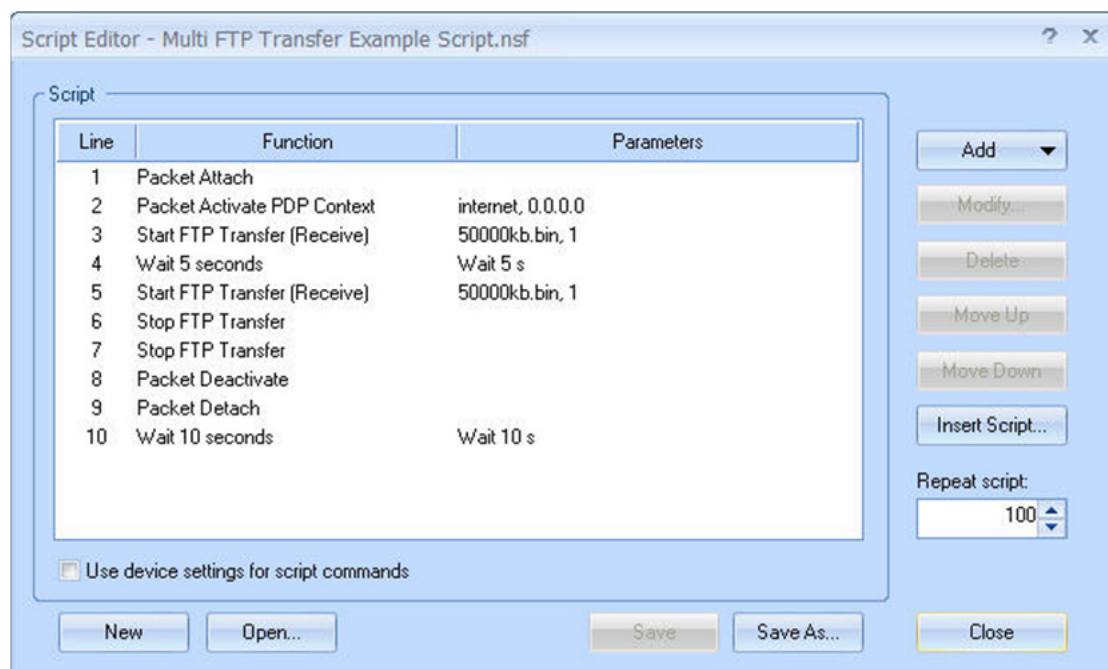 Script Editor - Multi FTP Transfer Example Script.nsf ? X
Script
Line Function Parameters
1 Packet Attach
2 Packet Activate PDP Context internet, 0.0.0.0
3 Start FTP Transfer (Receive) 50000kb.bin, 1
4 Wait 5 seconds Wait 5 s
5 Start FTP Transfer (Receive) 50000kb.bin, 1
6 Stop FTP Transfer
7 Stop FTP Transfer
8 Packet Deactivate
9 Packet Detach
10 Wait 10 seconds Wait 10 s
Use device settings for script commands
Add
Modify...
Delete
Move Up
Move Down
Insert Script...
Repeat script:
100
New Open... Save Save As... Close